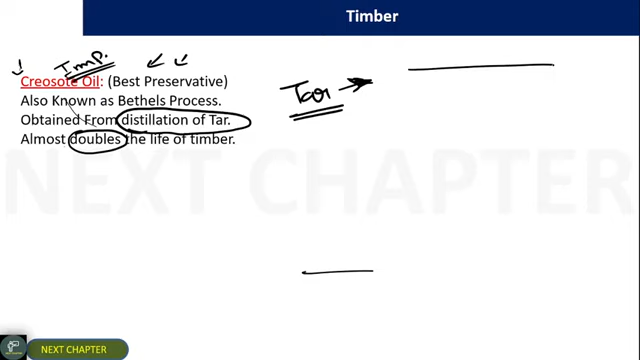 Timber
Imp.
Creosote Oil: (Best Preservative)
Also Known as Bethels Process.
Obtained From distillation of Tar.
Almost doubles the life of timber.
Tar
NEXT CHAPTER
NEXT CHAPTER